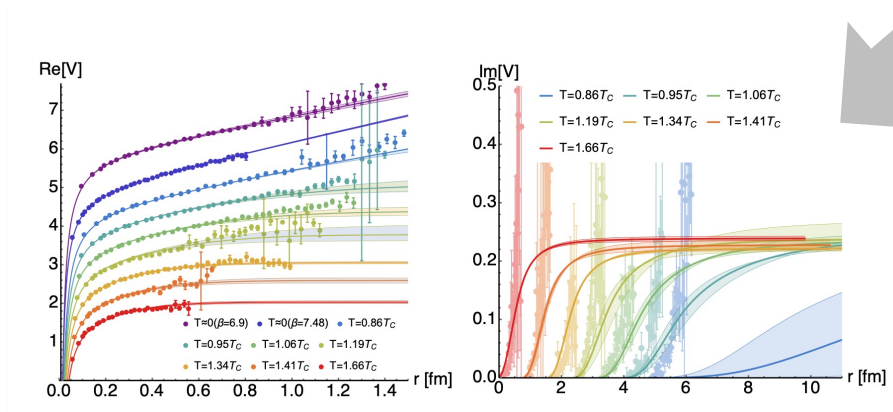 Re[V]
7
6
5
4
3
2
1
0.0 0.2 0.4 0.6 0.8 1.0 1.2 1.4 r [fm]
T≈0(β=6.9) T≈0(β=7.48) T=0.86T_C
T=0.95T_C T=1.06T_C T=1.19T_C
T=1.34T_C T=1.41T_C T=1.66T_C
Im[V]
0.5
0.4
0.3
0.2
0.1
0.0
0 2 4 6 8 10 r [fm]
T=0.86T_C T=0.95T_C T=1.06T_C
T=1.19T_C T=1.34T_C T=1.41T_C
T=1.66T_C